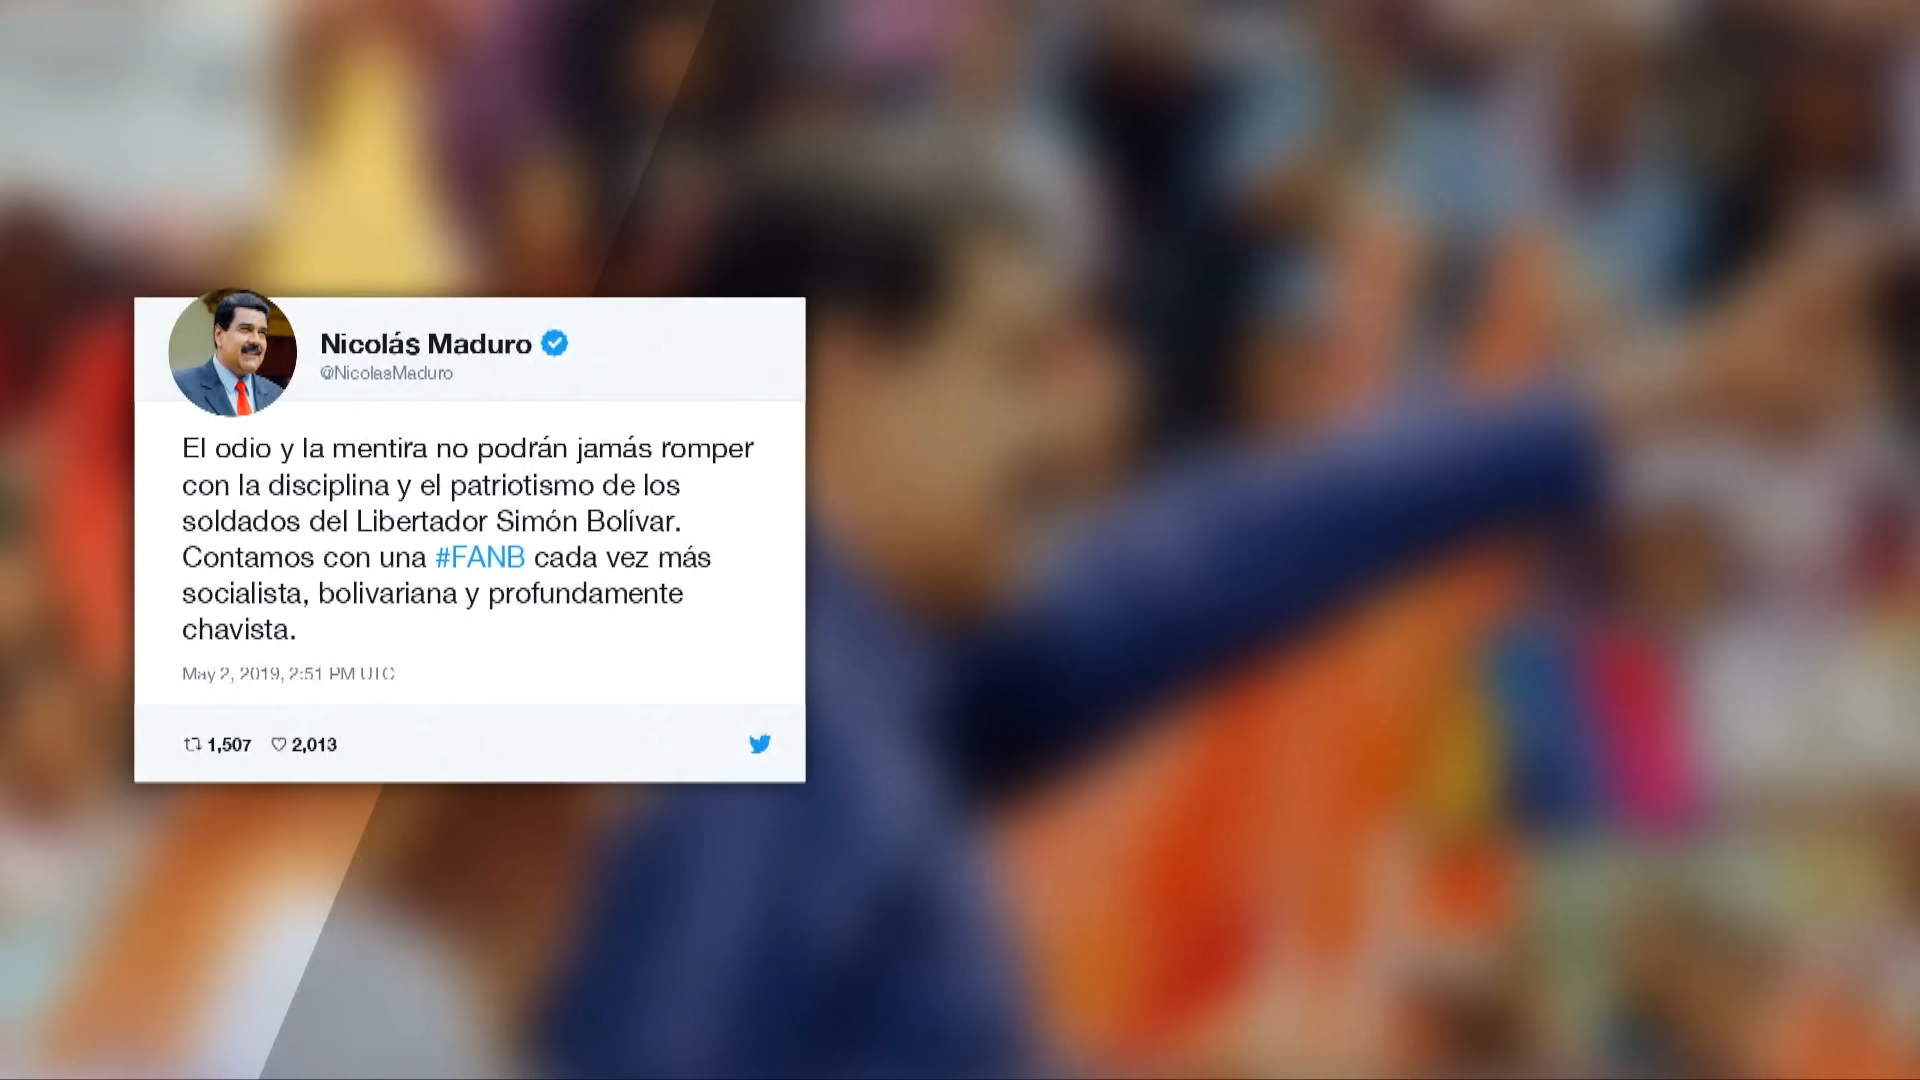 Nicolás Maduro
@NicolasMaduro
El odio y la mentira no podrán jamás romper
con la disciplina y el patriotismo de los
soldados del Libertador Simón Bolívar.
Contamos con una #FANB cada vez más
socialista, bolivariana y profundamente
chavista.
May 2, 2019, 2:51 PM UTC
1,507 2,013